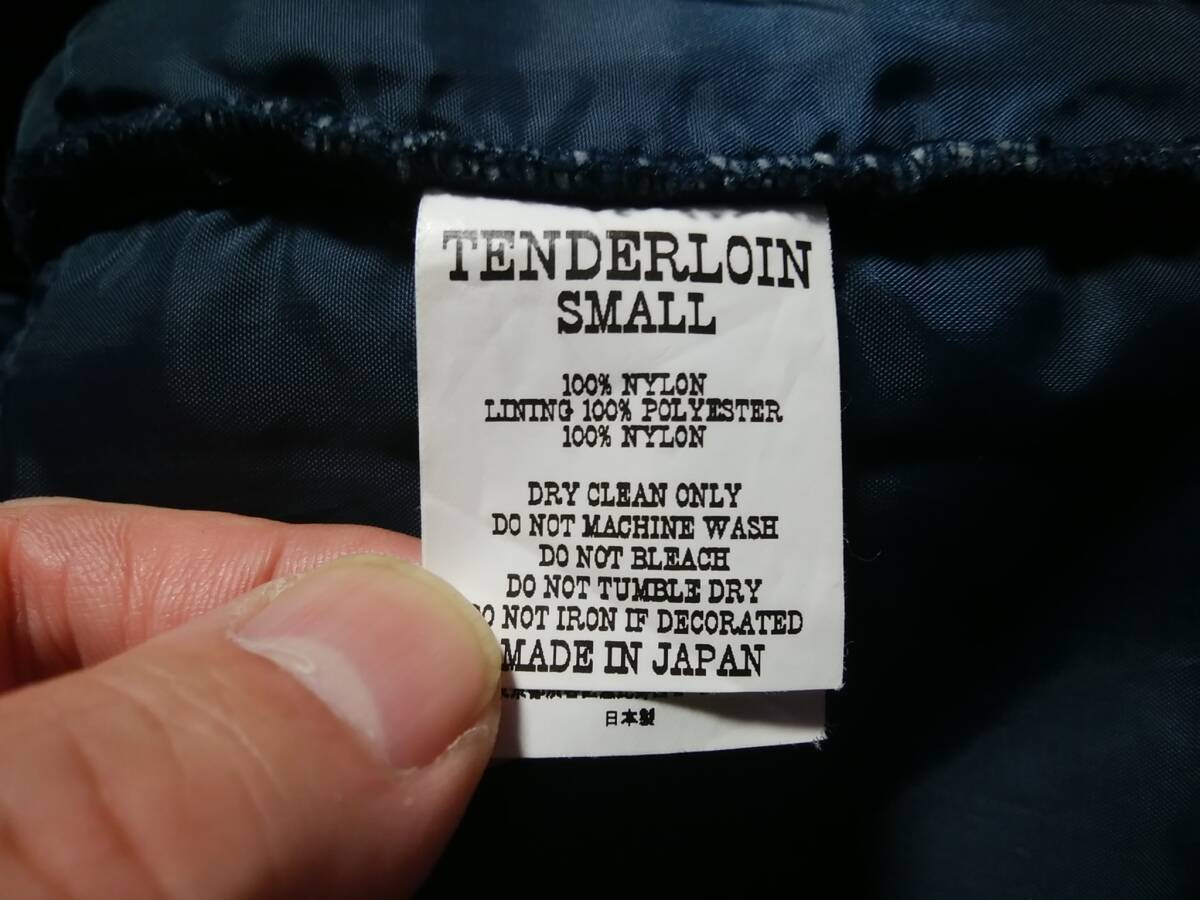 TENDERLOIN
SMALL
100% NYLON
LINING 100% POLYESTER
100% NYLON
DRY CLEAN ONLY
DO NOT MACHINE WASH
DO NOT BLEACH
DO NOT TUMBLE DRY
NOT IRON IF DECORATED
MADE IN JAPAN
日本製